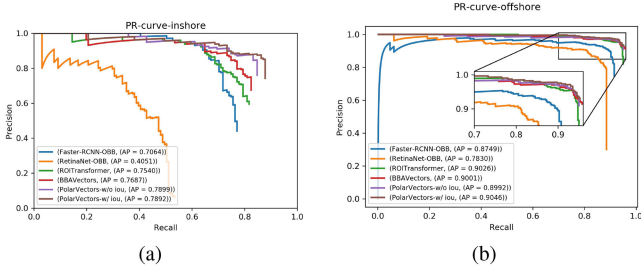 PR-curve-inshore
1.0
0.8
0.6
0.4
0.2
0.0
Precision
(Faster-RCNN-OBB, (AP = 0.7064))
(RetinaNet-OBB, (AP = 0.4051))
(ROITransformer, (AP = 0.7540))
(BBAVectors, (AP = 0.7687))
(PolarVectors-w/o iou, (AP = 0.7899))
(PolarVectors-w/ iou, (AP = 0.7892))
0.0 0.2 0.4 0.6 0.8 1.0
Recall
(a)
PR-curve-offshore
1.0
0.8
0.6
0.4
0.2
0.0
Precision
1.0
0.9
0.7 0.8 0.9
(Faster-RCNN-OBB, (AP = 0.8749))
(RetinaNet-OBB, (AP = 0.7830))
(ROITransformer, (AP = 0.9026))
(BBAVectors, (AP = 0.9001))
(PolarVectors-w/o iou, (AP = 0.8992))
(PolarVectors-w/ iou, (AP = 0.9046))
0.0 0.2 0.4 0.6 0.8 1.0
Recall
(b)